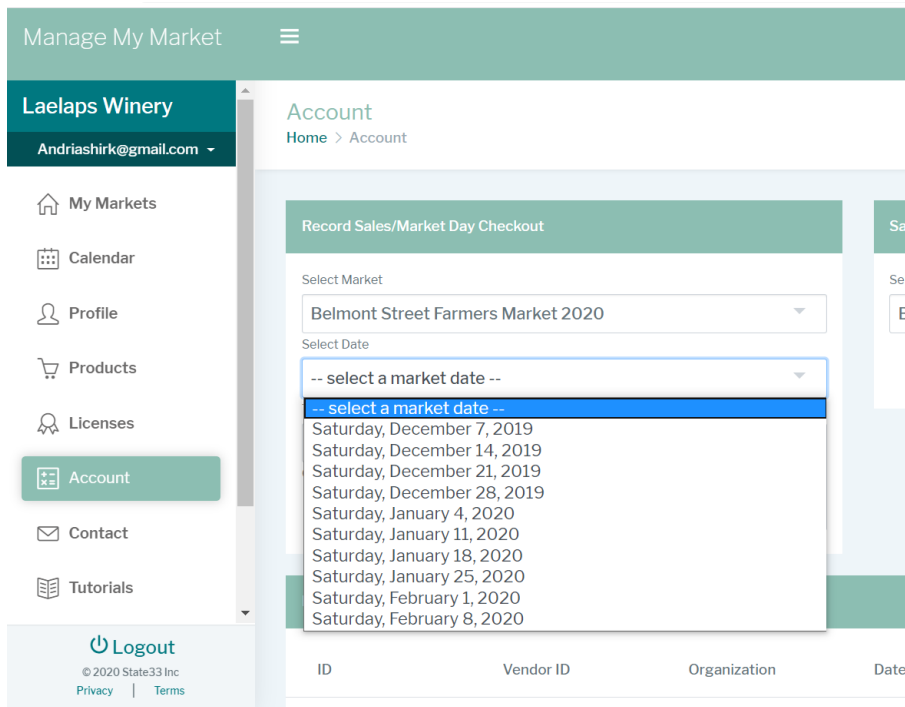 Manage My Market
Laelaps Winery
Andriashirk@gmail.com
My Markets
Calendar
Profile
Products
Licenses
Account
Contact
Tutorials
Logout
© 2020 State33 Inc
Privacy | Terms
Account
Home > Account
Record Sales/Market Day Checkout
Select Market
Belmont Street Farmers Market 2020
Select Date
-- select a market date --
-- select a market date --
Saturday, December 7, 2019
Saturday, December 14, 2019
Saturday, December 21, 2019
Saturday, December 28, 2019
Saturday, January 4, 2020
Saturday, January 11, 2020
Saturday, January 18, 2020
Saturday, January 25, 2020
Saturday, February 1, 2020
Saturday, February 8, 2020
Sa
Se
ID Vendor ID Organization Date